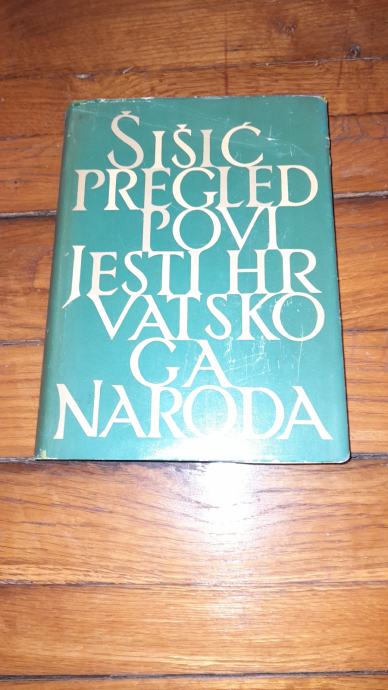 ŠIŠIĆ
PREGLED
POVI
JESTI HR
VATSKO
GA
NARODA